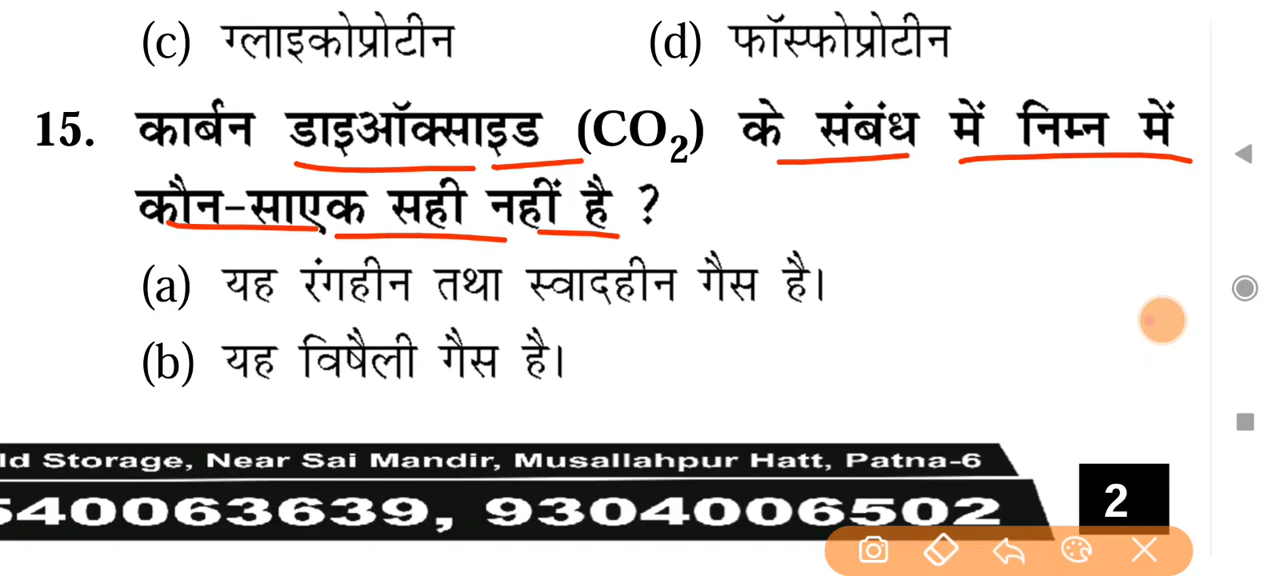 (c) ग्लाइकोप्रोटीन (d) फॉस्फोप्रोटीन
15. कार्बन डाइऑक्साइड (CO₂) के संबंध में निम्न में
कौन-साएक सही नहीं है ?
(a) यह रंगहीन तथा स्वादहीन गैस है।
(b) यह विषैली गैस है।
ld Storage, Near Sai Mandir, Musallahpur Hatt, Patna-6
540063639, 9304006502
2